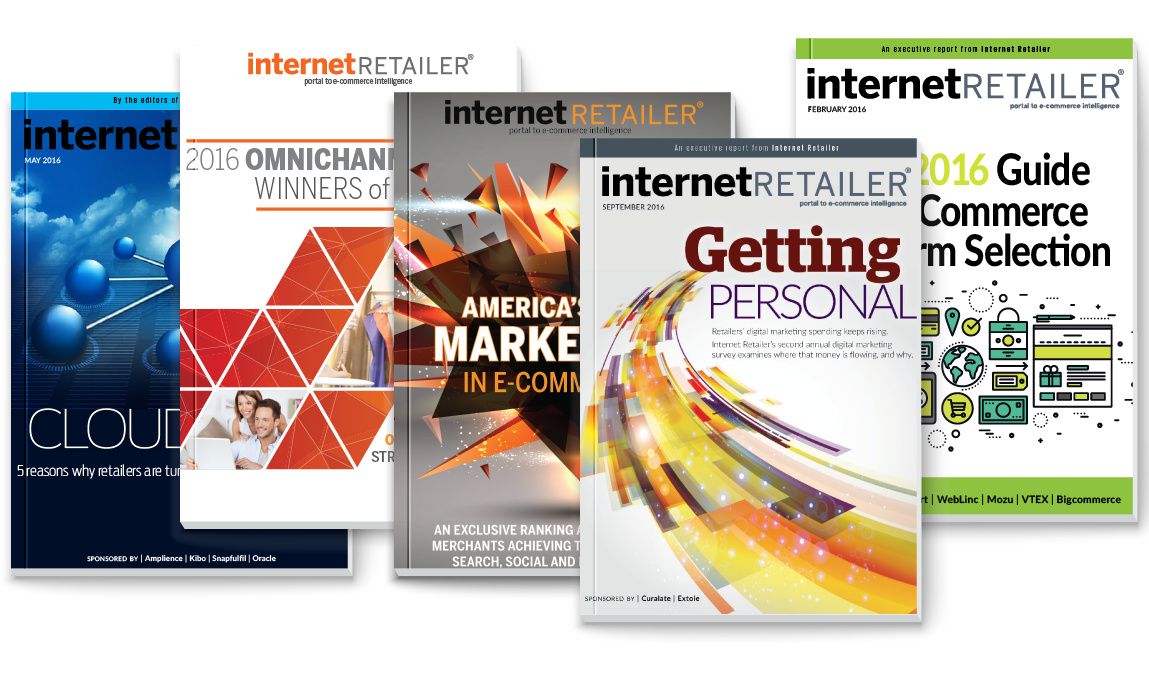 By the editors of
internet
MAY 2016
CLOUD
5 reasons why retailers are tur
SPONSORED BY | Amplience | Kibo | Snapfulfil | Oracle
internetRETAILER®
portal to e-commerce intelligence
2016 OMNICHANN
WINNERS of
O
STR
internetRETAILER®
portal to e-commerce intelligence
AMERICA'S
MARKE
IN E-COMM
AN EXCLUSIVE RANKING A
MERCHANTS ACHIEVING T
SEARCH, SOCIAL AND
An executive report from Internet Retailer
internetRETAILER®
portal to e-commerce intelligence
SEPTEMBER 2016
Getting
PERSONAL
Retailers' digital marketing spending keeps rising.
Internet Retailer's second annual digital marketing
survey examines where that money is flowing, and why.
SPONSORED BY | Curalate | Extole
An executive report from Internet Retailer
internetRETAILER®
portal to e-commerce intelligence
FEBRUARY 2016
2016 Guide
Commerce
rm Selection
rt | WebLinc | Mozu | VTEX | Bigcommerce